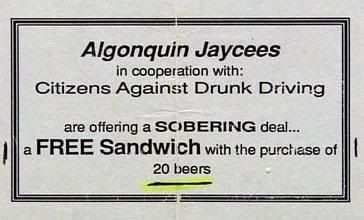 Algonquin Jaycees
in cooperation with:
Citizens Against Drunk Driving
are offering a SOBERING deal...
a FREE Sandwich with the purchase of
20 beers